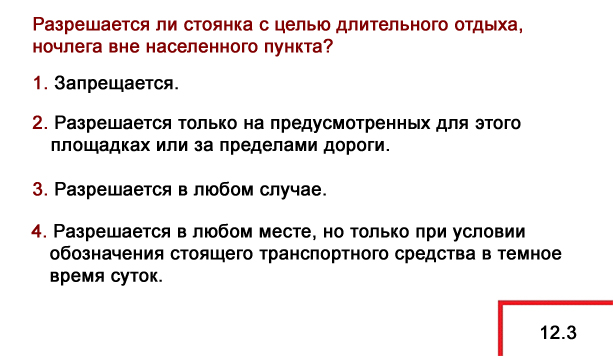 Разрешается ли стоянка с целью длительного отдыха,
ночлега вне населенного пункта?
1. Запрещается.
2. Разрешается только на предусмотренных для этого
площадках или за пределами дороги.
3. Разрешается в любом случае.
4. Разрешается в любом месте, но только при условии
обозначения стоящего транспортного средства в темное
время суток.
12.3